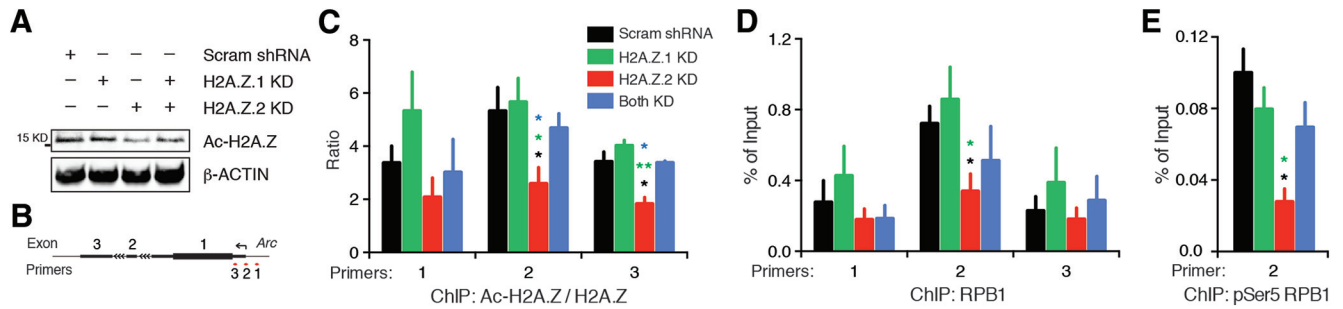 A
+ − − − Scram shRNA
− + − + H2A.Z.1 KD
− − + + H2A.Z.2 KD
15 KD
Ac-H2A.Z
β-ACTIN
B
Exon 3 2 1 Arc
Primers 3 2 1
C
8
6
4
2
0
Ratio
Scram shRNA
H2A.Z.1 KD
H2A.Z.2 KD
Both KD
*
*
*
*
**
*
Primers: 1 2 3
ChIP: Ac-H2A.Z / H2A.Z
D
1.2
0.8
0.4
0.0
% of Input
*
*
Primers: 1 2 3
ChIP: RPB1
E
0.12
0.08
0.04
0.0
% of Input
*
*
Primer: 2
ChIP: pSer5 RPB1